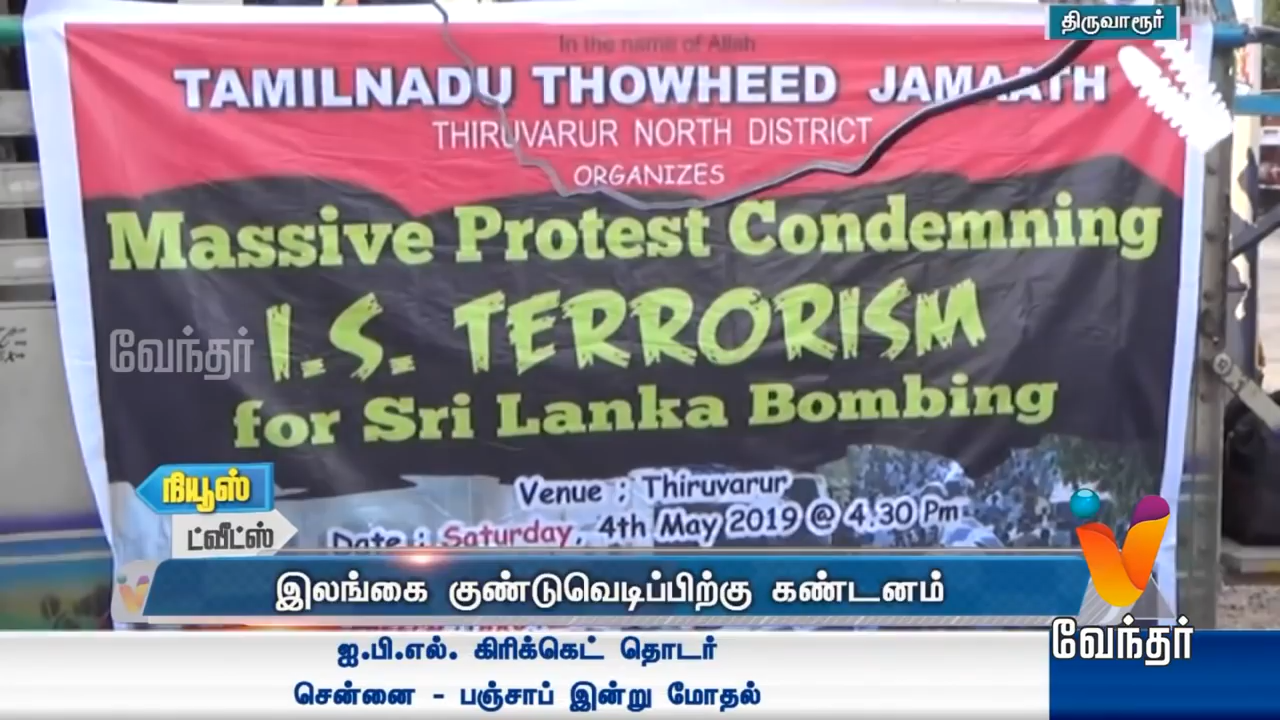 திருவாரூர்
In the name of Allah
TAMILNADU THOWHEED JAMAATH
THIRUVARUR NORTH DISTRICT
ORGANIZES
Massive Protest Condemning
I.S. TERRORISM
for Sri Lanka Bombing
வேந்தர்
Venue : Thiruvarur
Date : Saturday, 4th May 2019 @ 4.30 Pm
நியூஸ்
ட்வீட்ஸ்
இலங்கை குண்டுவெடிப்பிற்கு கண்டனம்
வேந்தர்
ஐ.பி.எல். கிரிக்கெட் தொடர்
சென்னை - பஞ்சாப் இன்று மோதல்